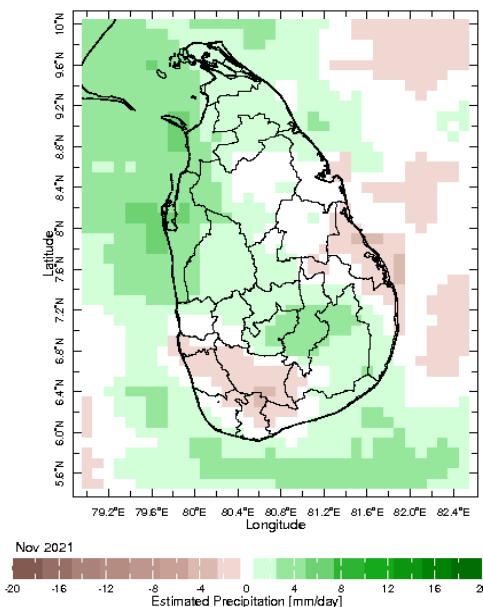 10°N
9.6°N
9.2°N
8.8°N
8.4°N
8°N
7.6°N
7.2°N
6.8°N
6.4°N
6.0°N
5.6°N
Latitude
79.2°E 79.6°E 80°E 80.4°E 80.8°E 81.2°E 81.6°E 82.0°E 82.4°E
Longitude
Nov 2021
-20 -16 -12 -8 -4 0 4 8 12 16 20
Estimated Precipitation [mm/day]